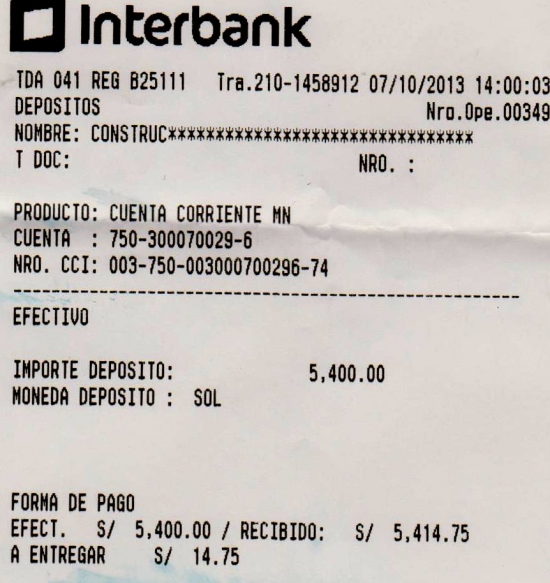 Interbank
TDA 041 REG B25111 Tra.210-1458912 07/10/2013 14:00:03
DEPOSITOS Nro.Ope.00349
NOMBRE: CONSTRUC********************************
T DOC: NRO. :
PRODUCTO: CUENTA CORRIENTE MN
CUENTA : 750-300070029-6
NRO. CCI: 003-750-003000700296-74
--------------------------------------------------------
EFECTIVO
IMPORTE DEPOSITO: 5,400.00
MONEDA DEPOSITO : SOL
FORMA DE PAGO
EFECT. S/ 5,400.00 / RECIBIDO: S/ 5,414.75
A ENTREGAR S/ 14.75